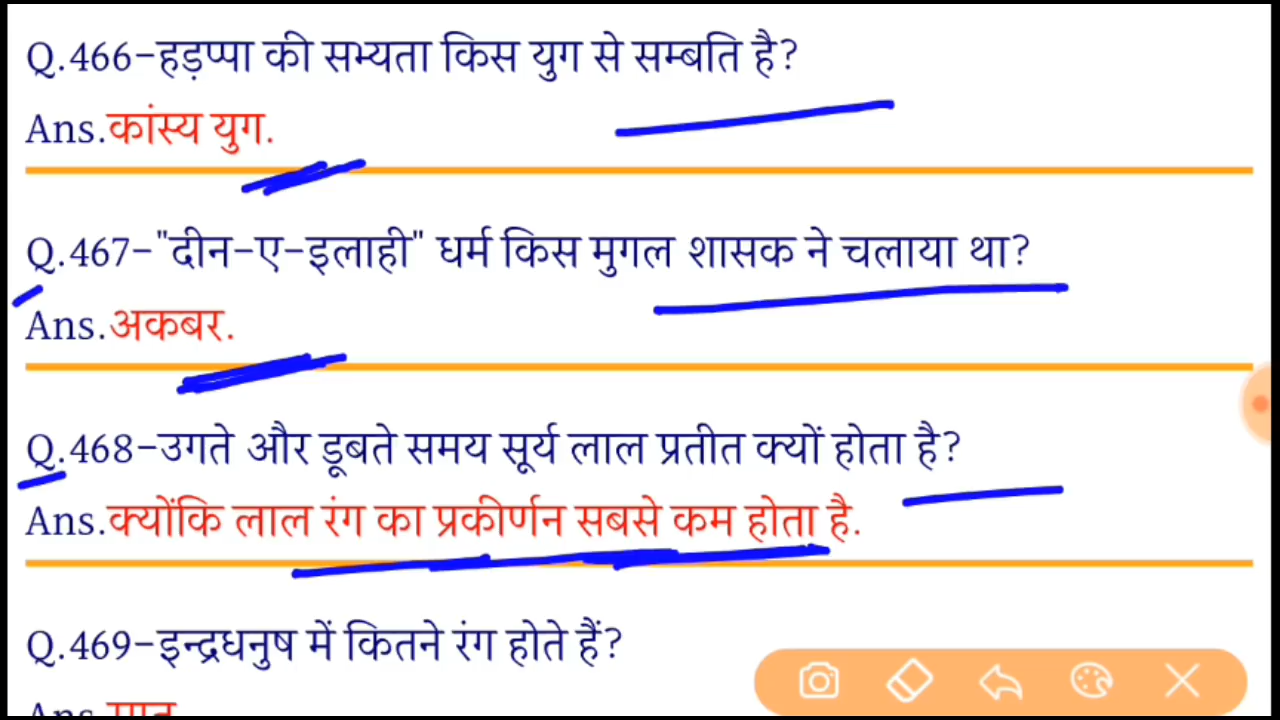 Q.466-हड़प्पा की सभ्यता किस युग से सम्बति है?
Ans.कांस्य युग.
Q.467-"दीन-ए-इलाही" धर्म किस मुगल शासक ने चलाया था?
Ans.अकबर.
Q.468-उगते और डूबते समय सूर्य लाल प्रतीत क्यों होता है?
Ans.क्योंकि लाल रंग का प्रकीर्णन सबसे कम होता है.
Q.469-इन्द्रधनुष में कितने रंग होते हैं?